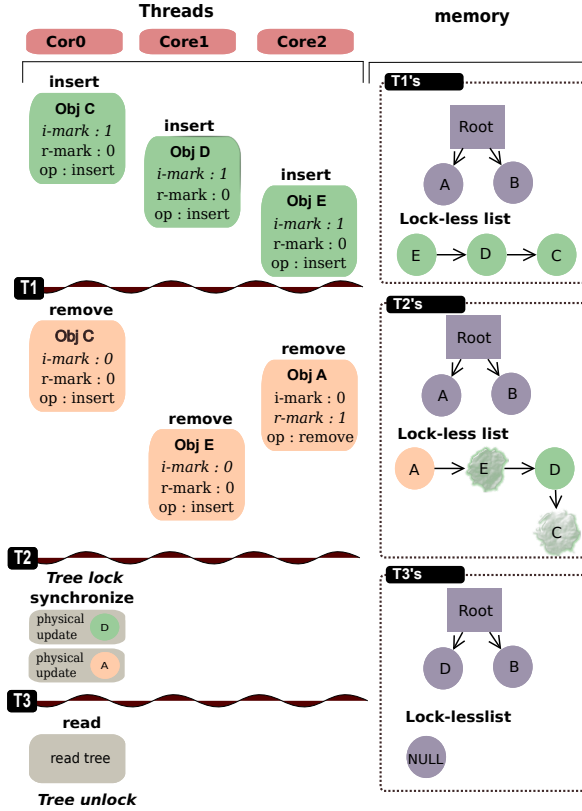 Threads
Cor0
Core1
Core2
insert
Obj C
i-mark : 1
r-mark : 0
op : insert
insert
Obj D
i-mark : 1
r-mark : 0
op : insert
insert
Obj E
i-mark : 1
r-mark : 0
op : insert
T1
remove
Obj C
i-mark : 0
r-mark : 0
op : insert
remove
Obj E
i-mark : 0
r-mark : 0
op : insert
remove
Obj A
i-mark : 0
r-mark : 1
op : remove
T2
Tree lock
synchronize
physical
update
D
physical
update
A
T3
read
read tree
Tree unlock
memory
T1's
Root
A
B
Lock-less list
E
D
C
T2's
Root
A
B
Lock-less list
A
E
D
C
T3's
Root
D
B
Lock-lesslist
NULL